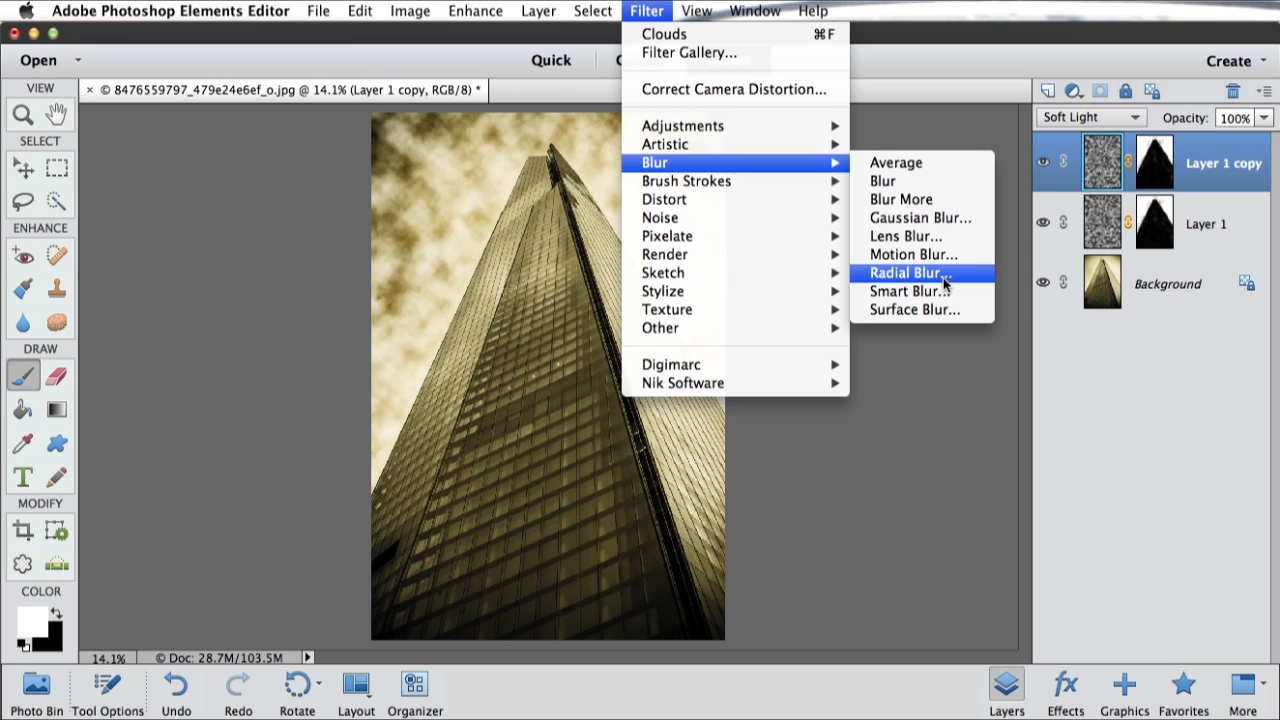 Adobe Photoshop Elements Editor File Edit Image Enhance Layer Select Filter View Window Help
Open Quick Create
VIEW
SELECT
ENHANCE
DRAW
T
MODIFY
COLOR
× © 8476559797_479e24e6ef_o.jpg @ 14.1% (Layer 1 copy, RGB/8) *
Clouds ⌘F
Filter Gallery...
Correct Camera Distortion...
Adjustments
Artistic
Blur
Brush Strokes
Distort
Noise
Pixelate
Render
Sketch
Stylize
Texture
Other
Digimarc
Nik Software
Average
Blur
Blur More
Gaussian Blur...
Lens Blur...
Motion Blur...
Radial Blur...
Smart Blur...
Surface Blur...
Soft Light Opacity: 100%
Layer 1 copy
Layer 1
Background
14.1% © Doc: 28.7M/103.5M
Photo Bin Tool Options Undo Redo Rotate Layout Organizer Layers Effects Graphics Favorites More
fx